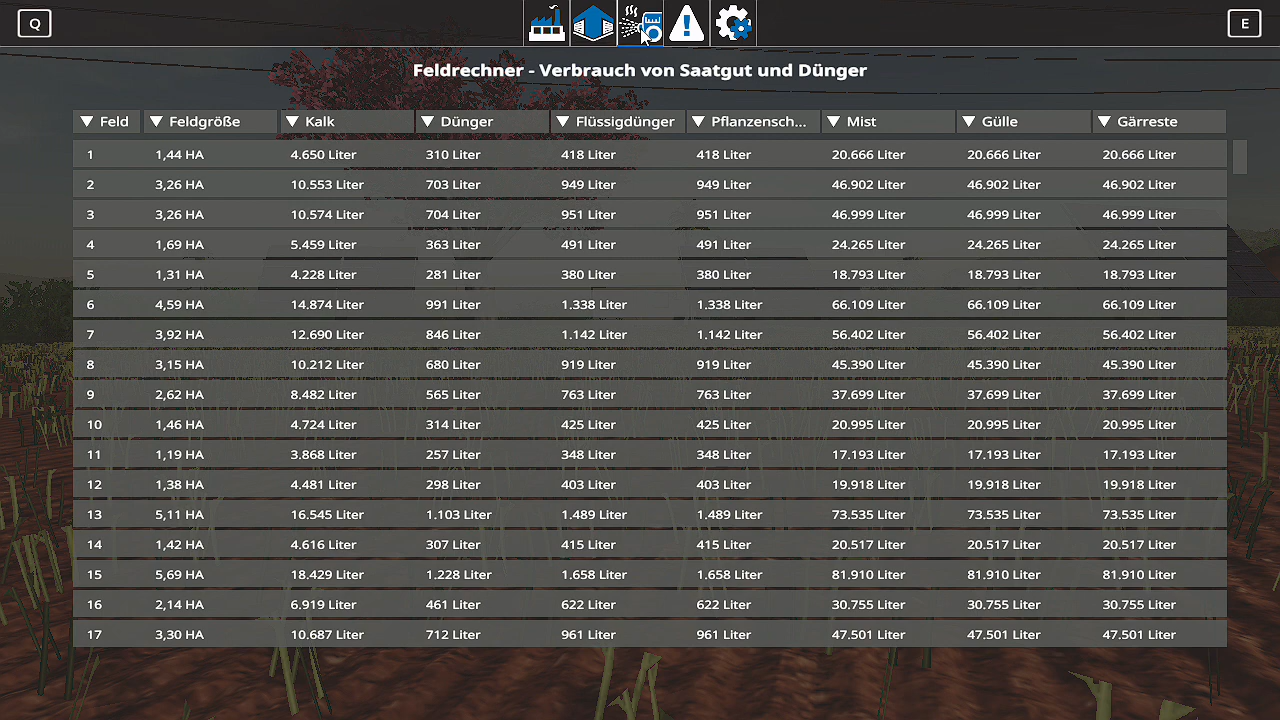 Q
E
Feldrechner - Verbrauch von Saatgut und Dünger
Feld Feldgröße Kalk Dünger Flüssigdünger Pflanzensch... Mist Gülle Gärreste
1 1,44 HA 4.650 Liter 310 Liter 418 Liter 418 Liter 20.666 Liter 20.666 Liter 20.666 Liter
2 3,26 HA 10.553 Liter 703 Liter 949 Liter 949 Liter 46.902 Liter 46.902 Liter 46.902 Liter
3 3,26 HA 10.574 Liter 704 Liter 951 Liter 951 Liter 46.999 Liter 46.999 Liter 46.999 Liter
4 1,69 HA 5.459 Liter 363 Liter 491 Liter 491 Liter 24.265 Liter 24.265 Liter 24.265 Liter
5 1,31 HA 4.228 Liter 281 Liter 380 Liter 380 Liter 18.793 Liter 18.793 Liter 18.793 Liter
6 4,59 HA 14.874 Liter 991 Liter 1.338 Liter 1.338 Liter 66.109 Liter 66.109 Liter 66.109 Liter
7 3,92 HA 12.690 Liter 846 Liter 1.142 Liter 1.142 Liter 56.402 Liter 56.402 Liter 56.402 Liter
8 3,15 HA 10.212 Liter 680 Liter 919 Liter 919 Liter 45.390 Liter 45.390 Liter 45.390 Liter
9 2,62 HA 8.482 Liter 565 Liter 763 Liter 763 Liter 37.699 Liter 37.699 Liter 37.699 Liter
10 1,46 HA 4.724 Liter 314 Liter 425 Liter 425 Liter 20.995 Liter 20.995 Liter 20.995 Liter
11 1,19 HA 3.868 Liter 257 Liter 348 Liter 348 Liter 17.193 Liter 17.193 Liter 17.193 Liter
12 1,38 HA 4.481 Liter 298 Liter 403 Liter 403 Liter 19.918 Liter 19.918 Liter 19.918 Liter
13 5,11 HA 16.545 Liter 1.103 Liter 1.489 Liter 1.489 Liter 73.535 Liter 73.535 Liter 73.535 Liter
14 1,42 HA 4.616 Liter 307 Liter 415 Liter 415 Liter 20.517 Liter 20.517 Liter 20.517 Liter
15 5,69 HA 18.429 Liter 1.228 Liter 1.658 Liter 1.658 Liter 81.910 Liter 81.910 Liter 81.910 Liter
16 2,14 HA 6.919 Liter 461 Liter 622 Liter 622 Liter 30.755 Liter 30.755 Liter 30.755 Liter
17 3,30 HA 10.687 Liter 712 Liter 961 Liter 961 Liter 47.501 Liter 47.501 Liter 47.501 Liter